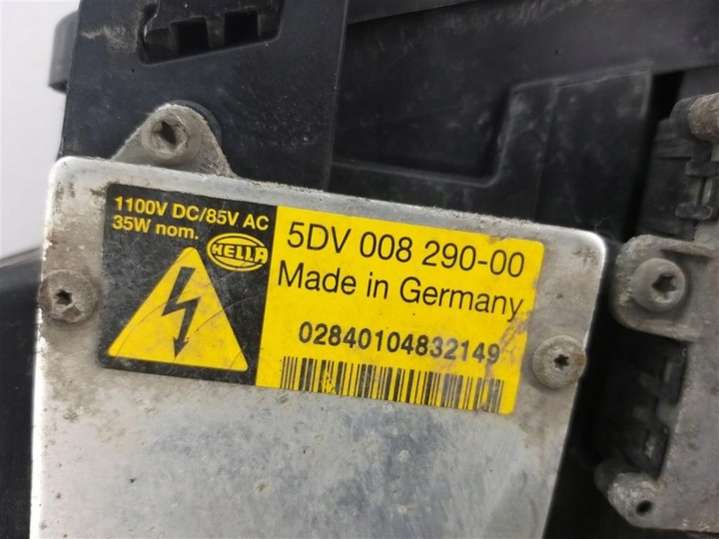 1100V DC/85V AC
35W nom.
HELLA
5DV 008 290-00
Made in Germany
02840104832149